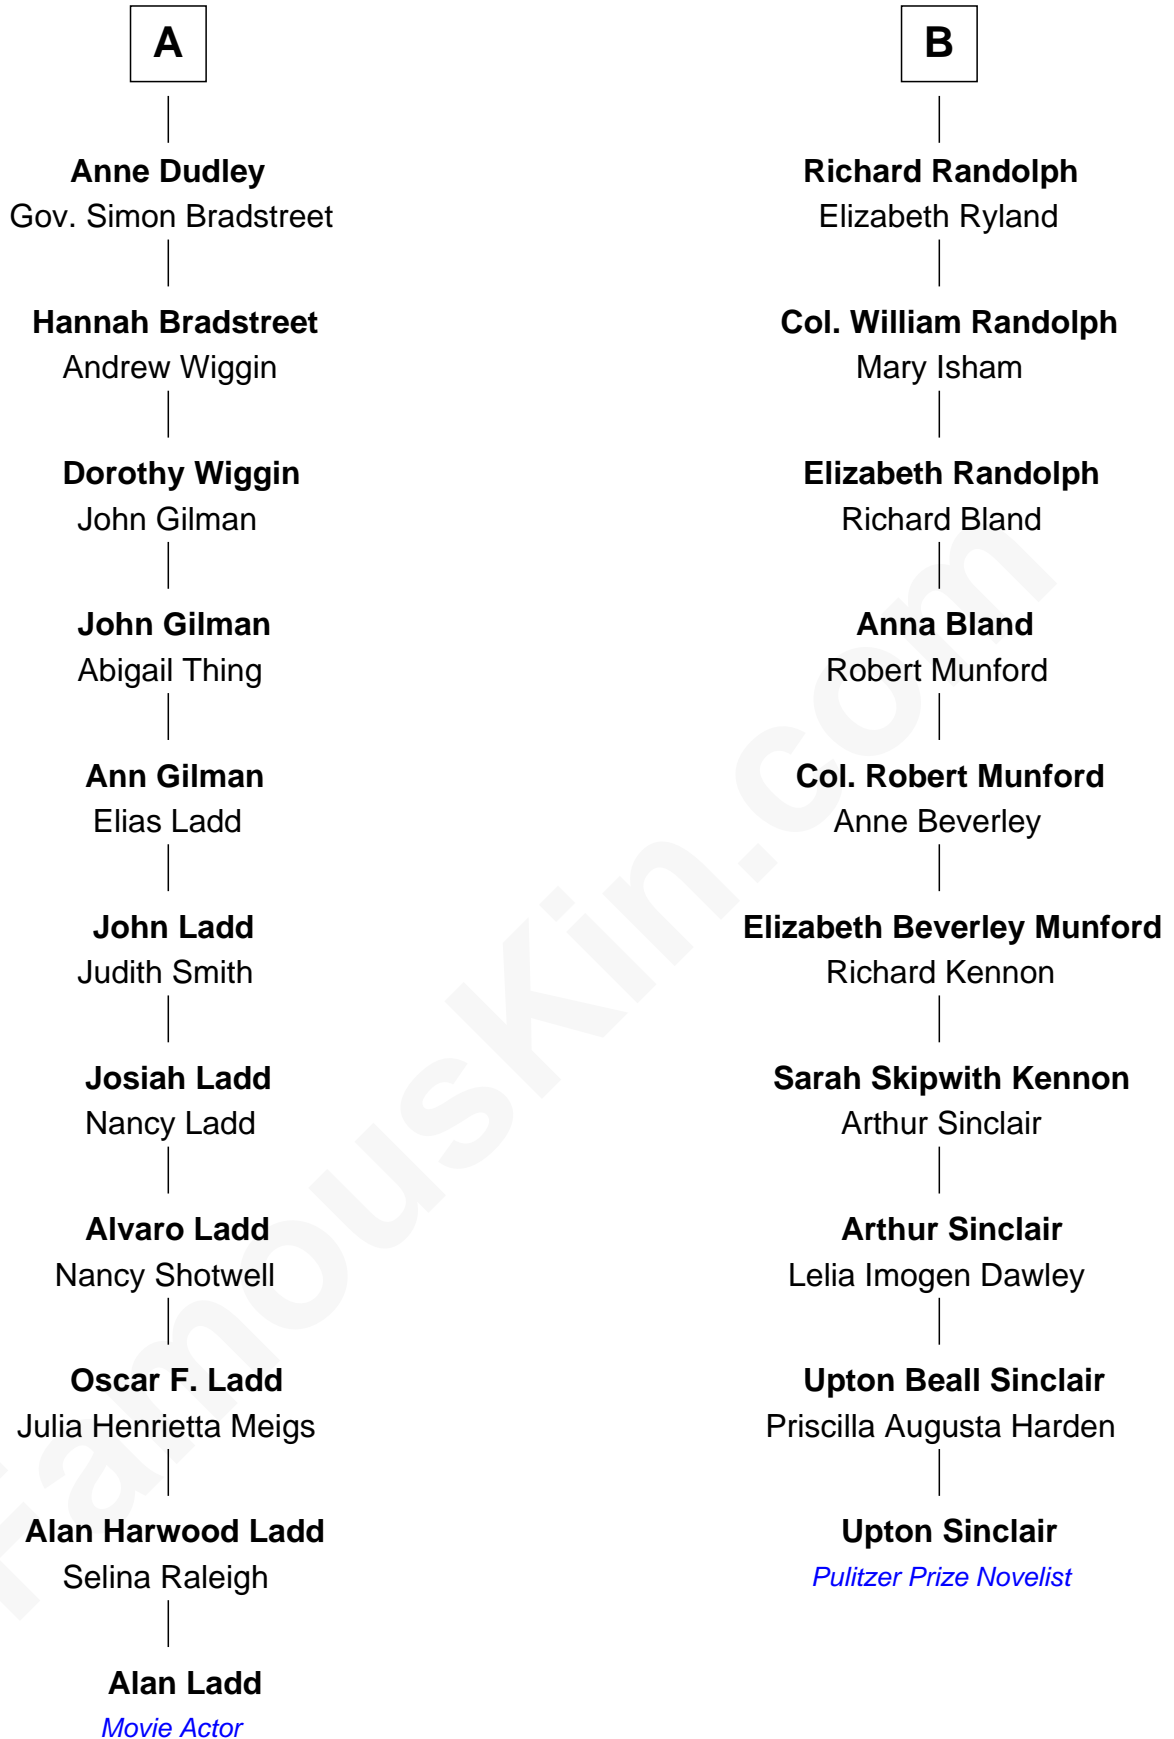 A
Anne Dudley
Gov. Simon Bradstreet
Hannah Bradstreet
Andrew Wiggin
Dorothy Wiggin
John Gilman
John Gilman
Abigail Thing
Ann Gilman
Elias Ladd
John Ladd
Judith Smith
Josiah Ladd
Nancy Ladd
Alvaro Ladd
Nancy Shotwell
Oscar F. Ladd
Julia Henrietta Meigs
Alan Harwood Ladd
Selina Raleigh
Alan Ladd
Movie Actor
B
Richard Randolph
Elizabeth Ryland
Col. William Randolph
Mary Isham
Elizabeth Randolph
Richard Bland
Anna Bland
Robert Munford
Col. Robert Munford
Anne Beverley
Elizabeth Beverley Munford
Richard Kennon
Sarah Skipwith Kennon
Arthur Sinclair
Arthur Sinclair
Lelia Imogen Dawley
Upton Beall Sinclair
Priscilla Augusta Harden
Upton Sinclair
Pulitzer Prize Novelist
FamousKin.com